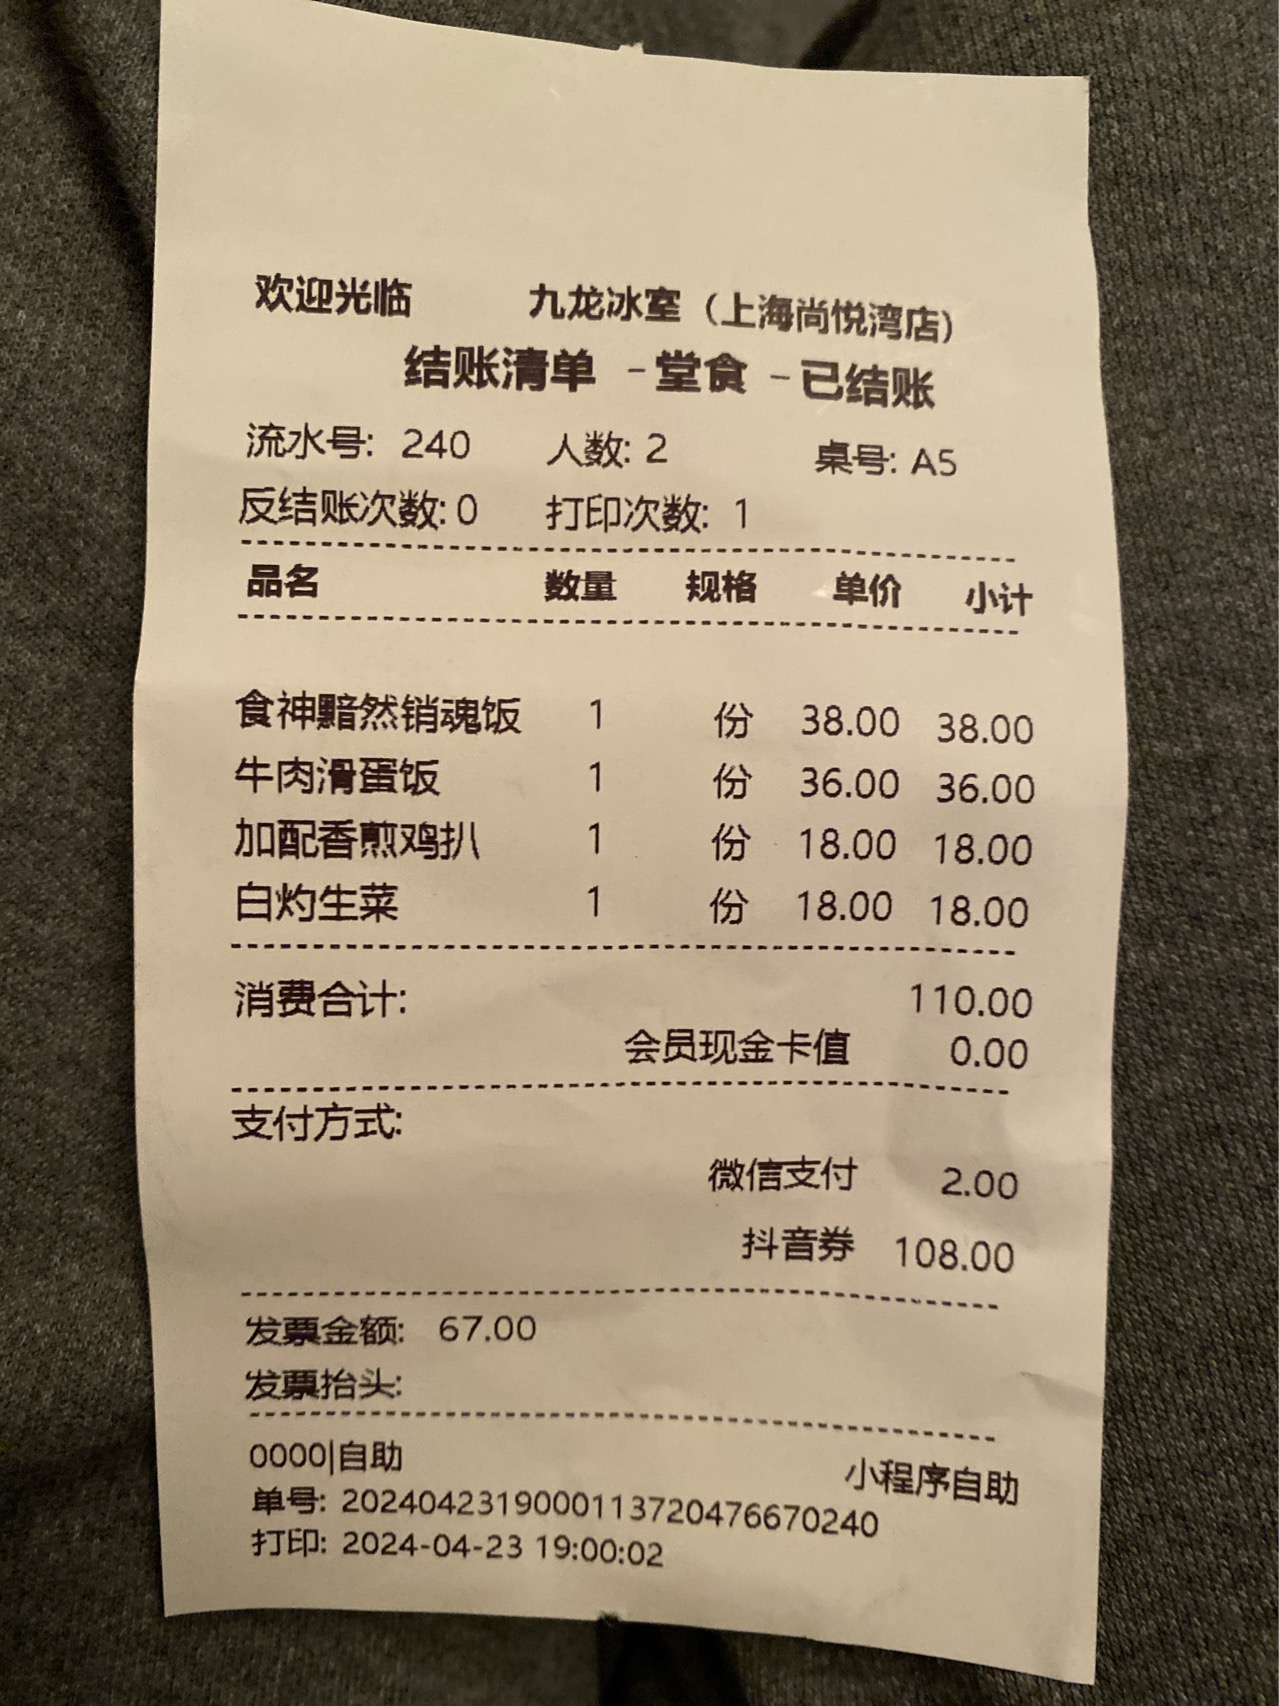 欢迎光临 九龙冰室（上海尚悦湾店）
结账清单 -堂食 -已结账
流水号: 240 人数: 2 桌号: A5
反结账次数: 0 打印次数: 1
品名 数量 规格 单价 小计
食神黯然销魂饭 1 份 38.00 38.00
牛肉滑蛋饭 1 份 36.00 36.00
加配香煎鸡扒 1 份 18.00 18.00
白灼生菜 1 份 18.00 18.00
消费合计: 110.00
会员现金卡值 0.00
支付方式:
微信支付 2.00
抖音券 108.00
发票金额: 67.00
发票抬头:
0000|自助 小程序自助
单号: 2024042319000113720476670240
打印: 2024-04-23 19:00:02